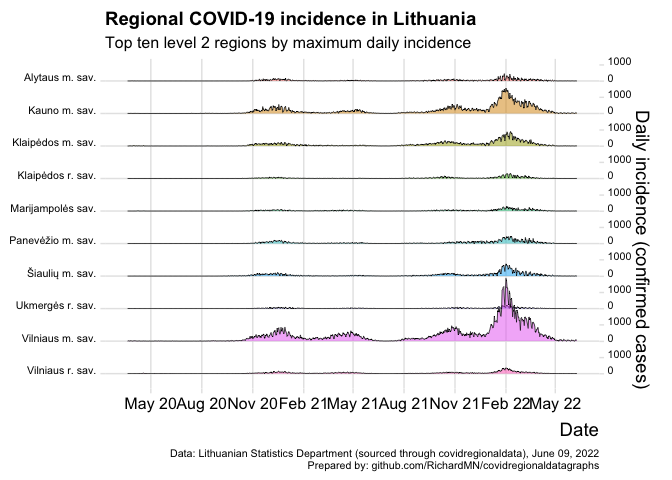 Regional COVID-19 incidence in Lithuania
Top ten level 2 regions by maximum daily incidence
Alytaus m. sav.
Kauno m. sav.
Klaipėdos m. sav.
Klaipėdos r. sav.
Marijampolės sav.
Panevėžio m. sav.
Šiaulių m. sav.
Ukmergės r. sav.
Vilniaus m. sav.
Vilniaus r. sav.
1000
0
1000
0
1000
0
1000
0
1000
0
1000
0
1000
0
1000
0
1000
0
1000
0
Daily incidence (confirmed cases)
May 20 Aug 20 Nov 20 Feb 21 May 21 Aug 21 Nov 21 Feb 22 May 22
Date
Data: Lithuanian Statistics Department (sourced through covidregionaldata), June 09, 2022
Prepared by: github.com/RichardMN/covidregionaldatagraphs